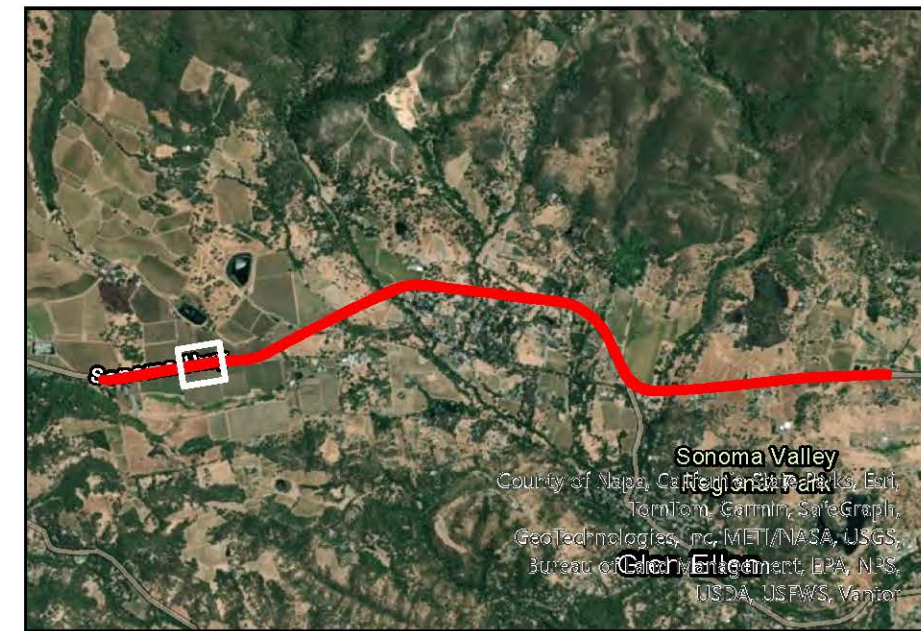 Sonoma Valley
Regional Park
County of Napa, California State Parks, Esri,
TomTom, Garmin, SafeGraph,
GeoTechnologies, Inc, METI/NASA, USGS,
Bureau of Land Management, EPA, NPS,
USDA, USFWS, Vantor
Glen Ellen